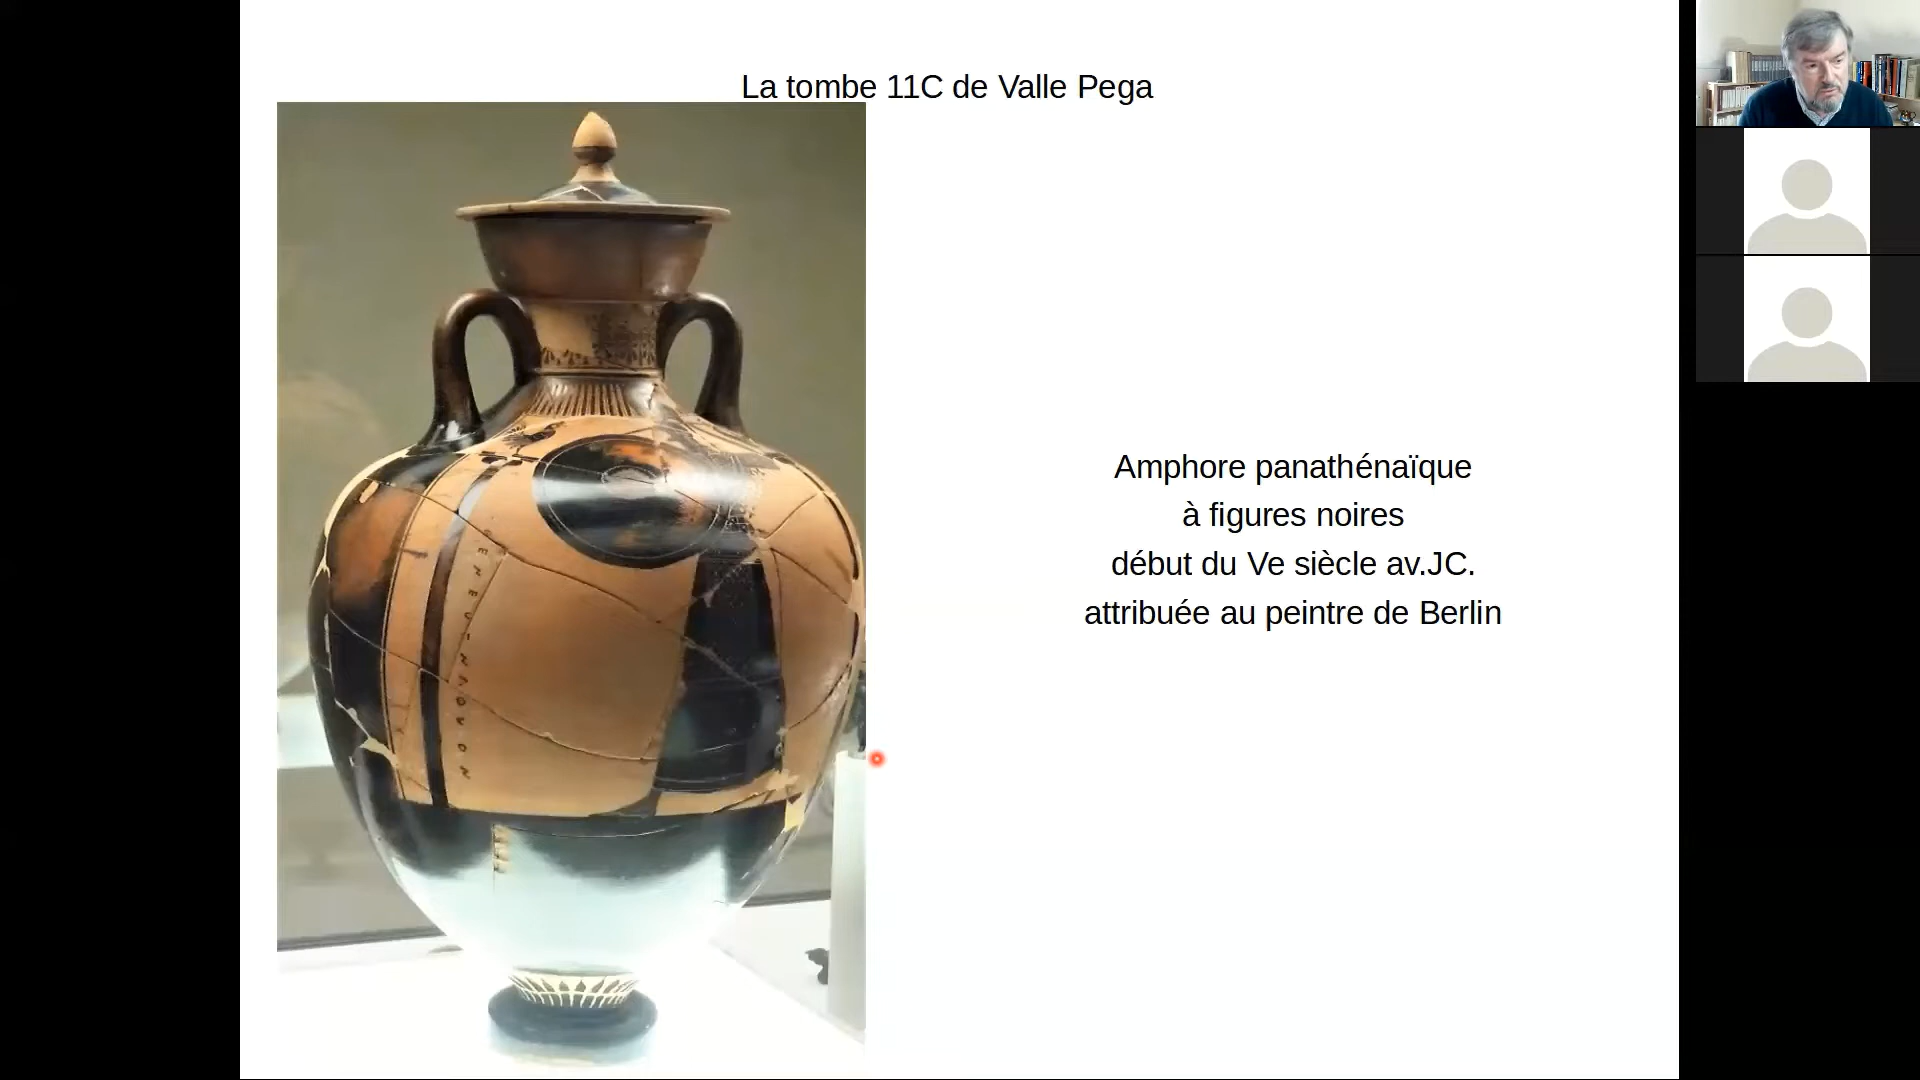 La tombe 11C de Valle Pega
Amphore panathénaïque
à figures noires
début du Ve siècle av.JC.
attribuée au peintre de Berlin